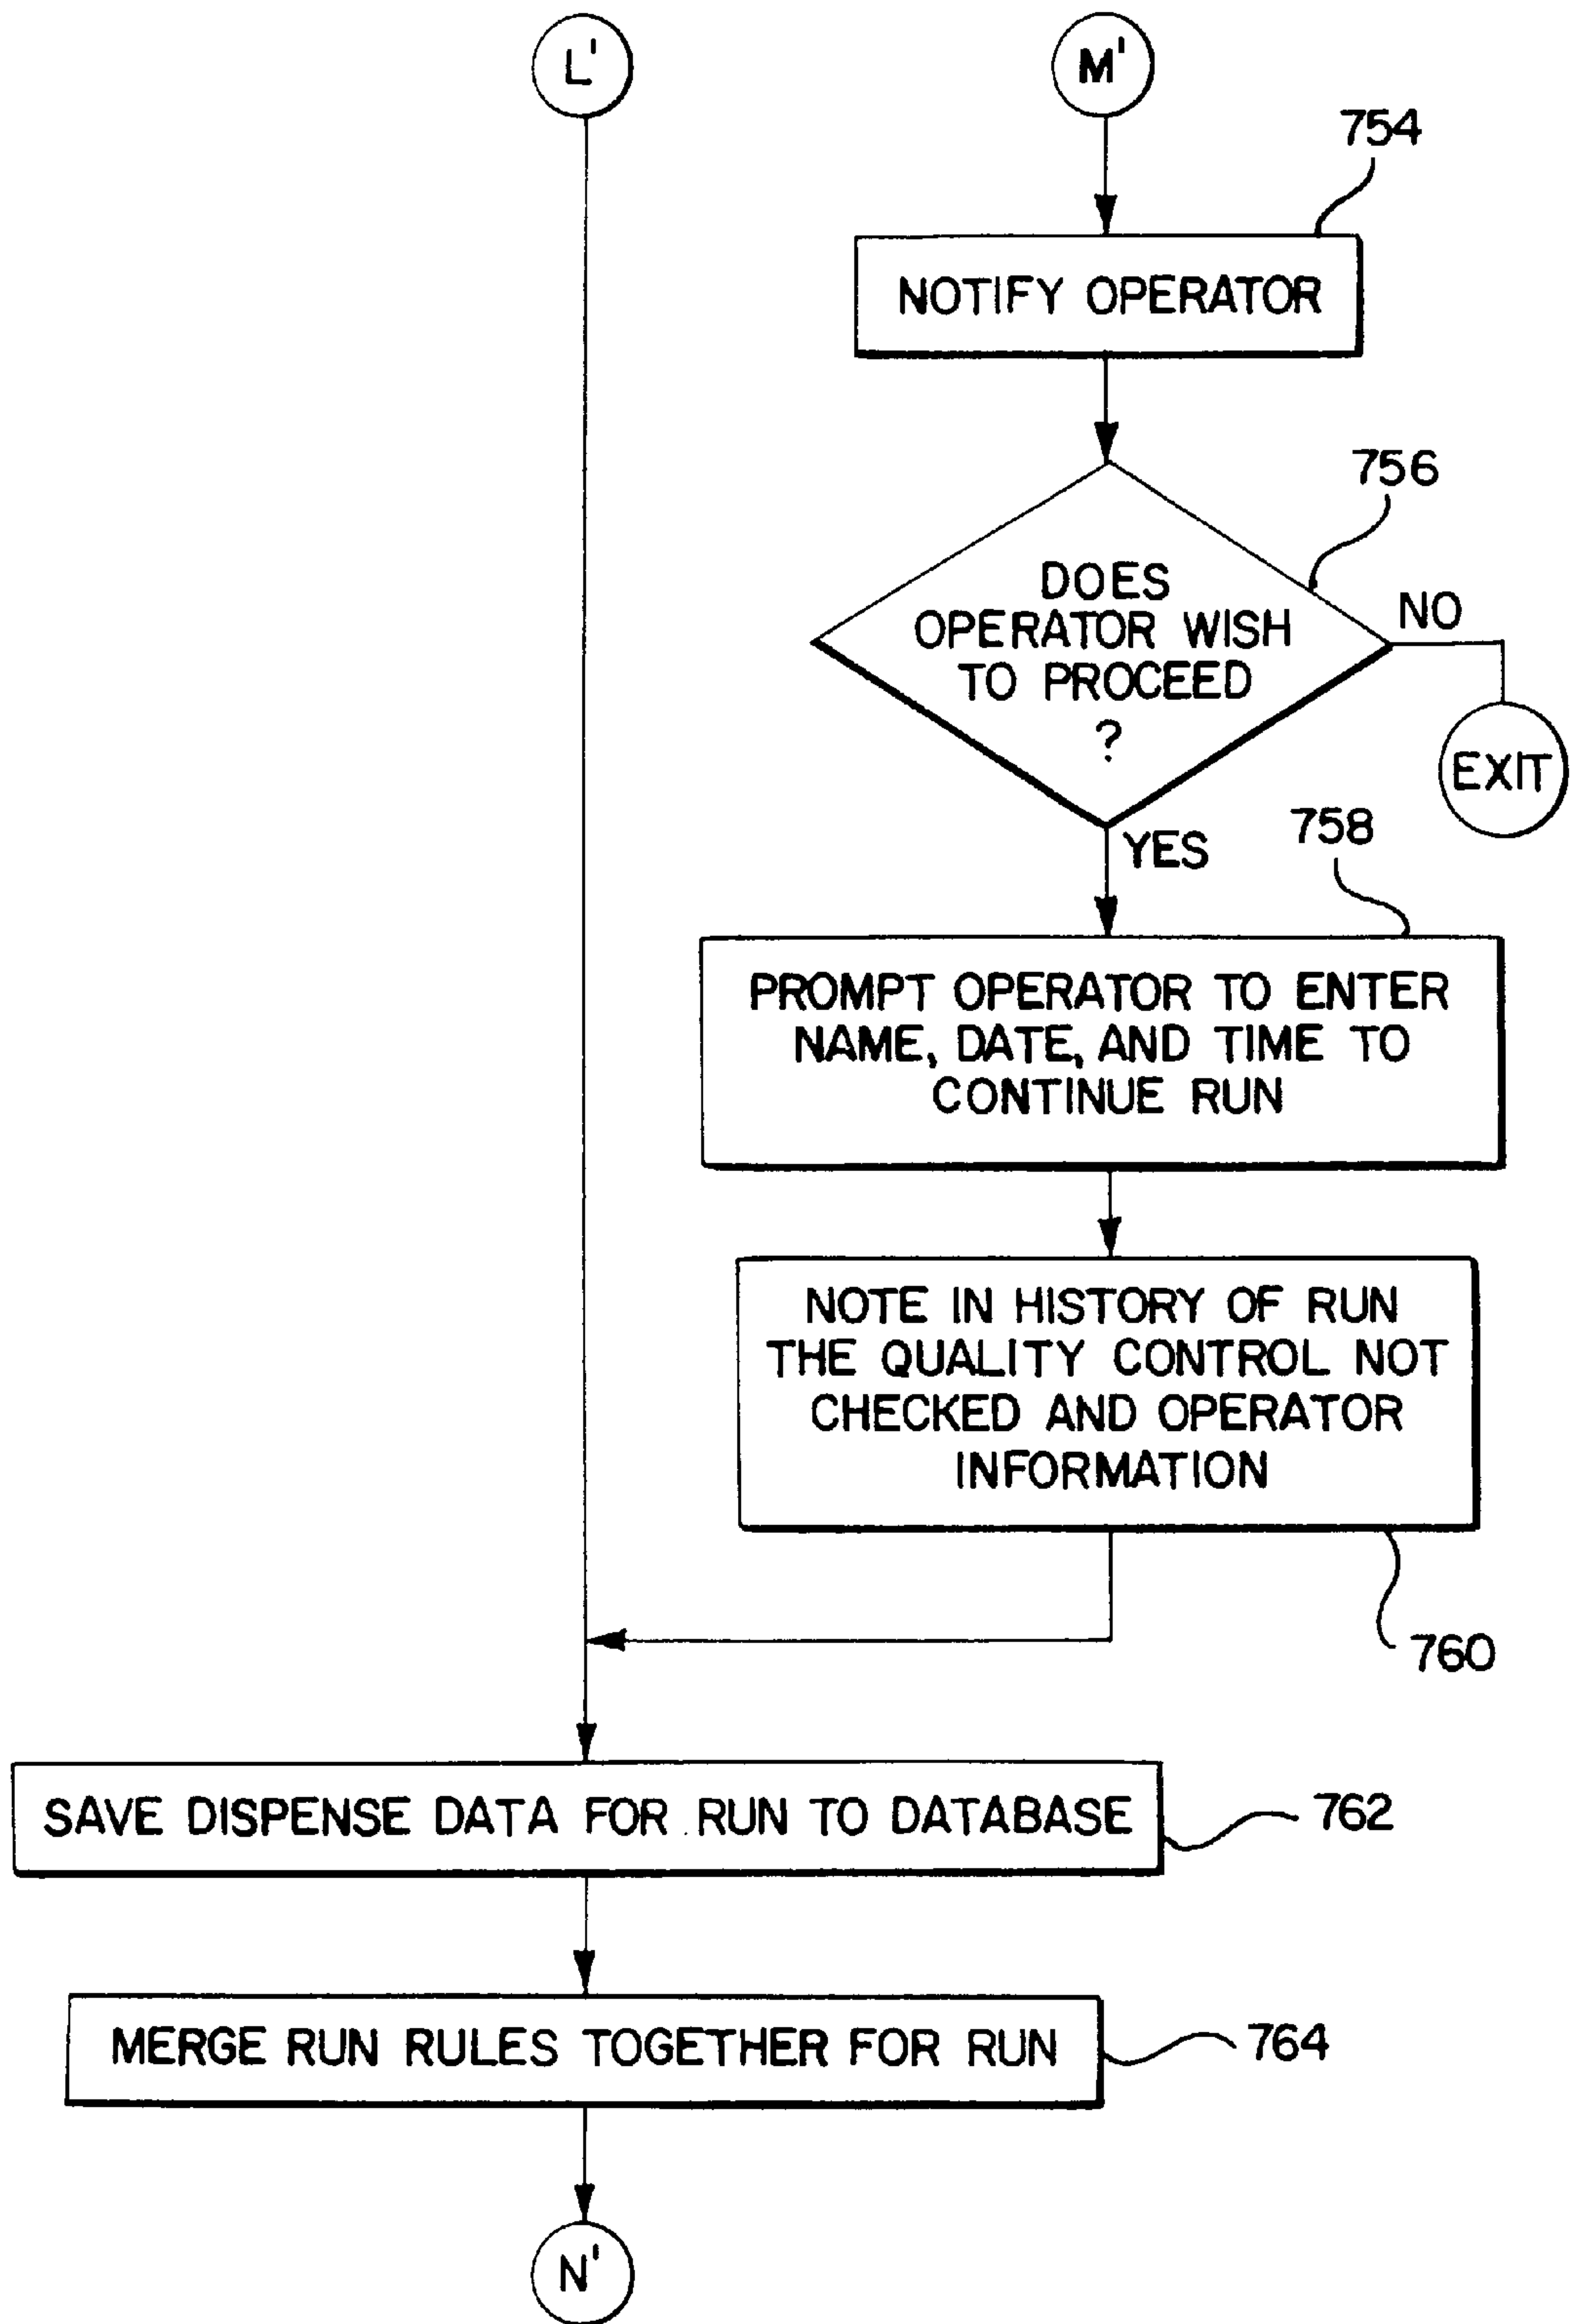 L'
M'
754
NOTIFY OPERATOR
756
DOES
OPERATOR WISH
TO PROCEED
?
NO
EXIT
YES
758
PROMPT OPERATOR TO ENTER
NAME, DATE, AND TIME TO
CONTINUE RUN
NOTE IN HISTORY OF RUN
THE QUALITY CONTROL NOT
CHECKED AND OPERATOR
INFORMATION
760
SAVE DISPENSE DATA FOR RUN TO DATABASE
762
MERGE RUN RULES TOGETHER FOR RUN
764
N'